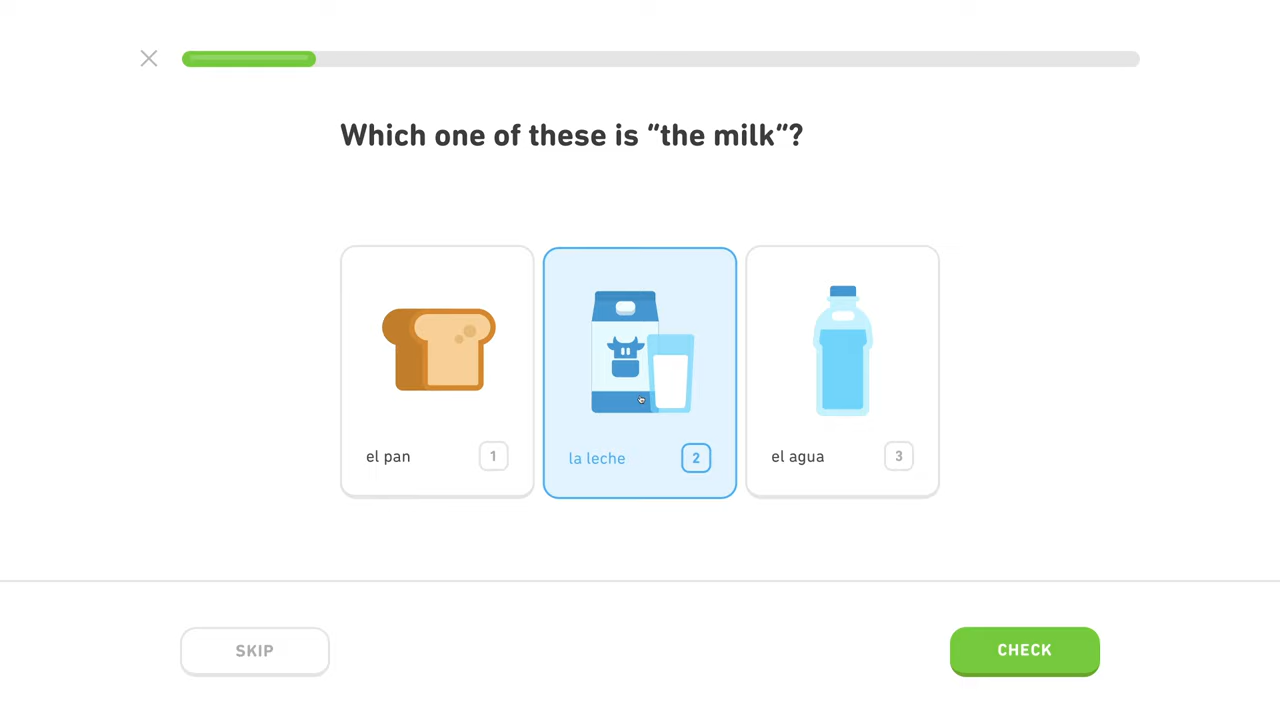 Which one of these is “the milk”?
el pan 1
la leche 2
el agua 3
SKIP
CHECK